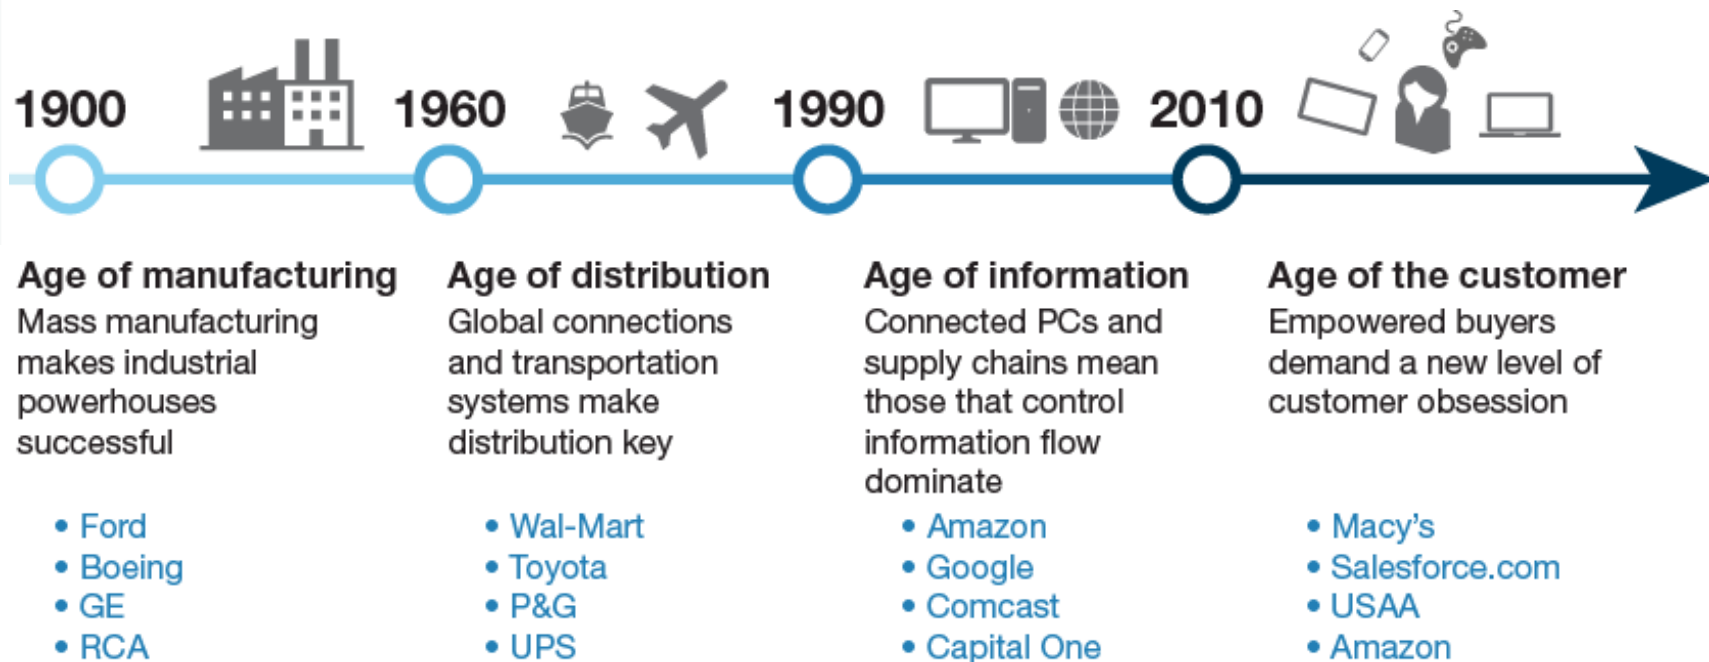 1900
1960
1990
2010
Age of manufacturing
Mass manufacturing
makes industrial
powerhouses
successful
• Ford
• Boeing
• GE
• RCA
Age of distribution
Global connections
and transportation
systems make
distribution key
• Wal-Mart
• Toyota
• P&G
• UPS
Age of information
Connected PCs and
supply chains mean
those that control
information flow
dominate
• Amazon
• Google
• Comcast
• Capital One
Age of the customer
Empowered buyers
demand a new level of
customer obsession
• Macy’s
• Salesforce.com
• USAA
• Amazon